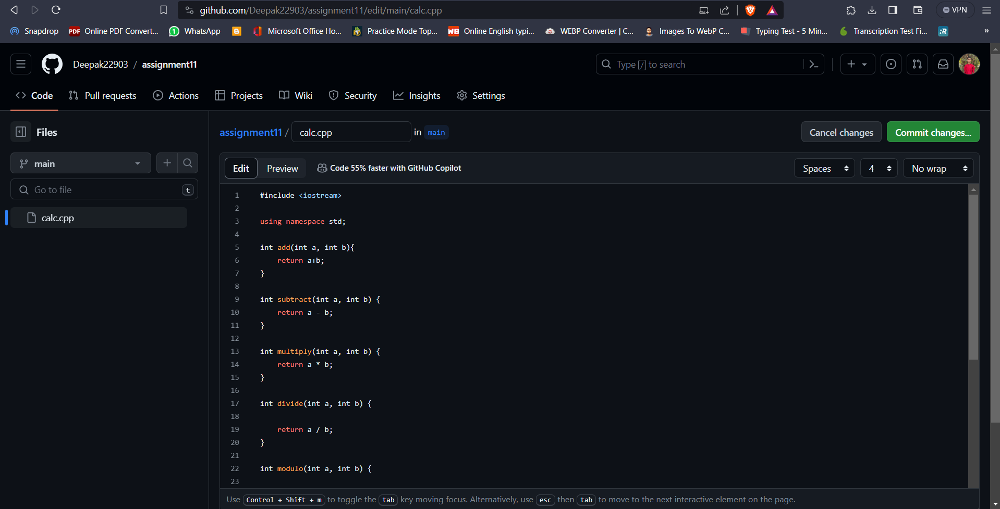 github.com/Deepak22903/assignment11/edit/main/calc.cpp
VPN
Snapdrop
PDF Online PDF Convert...
1 WhatsApp
Microsoft Office Ho...
Practice Mode Top...
WB Online English typi...
WEBP Converter | C...
Images To WebP C...
Typing Test - 5 Min...
Transcription Test Fi...
:R
»
Deepak22903 / assignment11
Type / to search
Code
Pull requests
Actions
Projects
Wiki
Security
Insights
Settings
Files
main
Go to file
t
calc.cpp
assignment11 / calc.cpp in main
Cancel changes
Commit changes...
Edit
Preview
Code 55% faster with GitHub Copilot
Spaces
4
No wrap
1 #include <iostream>
2
3 using namespace std;
4
5 int add(int a, int b){
6 return a+b;
7 }
8
9 int subtract(int a, int b) {
10 return a - b;
11 }
12
13 int multiply(int a, int b) {
14 return a * b;
15 }
16
17 int divide(int a, int b) {
18
19 return a / b;
20 }
21
22 int modulo(int a, int b) {
23
Use Control + Shift + m to toggle the tab key moving focus. Alternatively, use esc then tab to move to the next interactive element on the page.